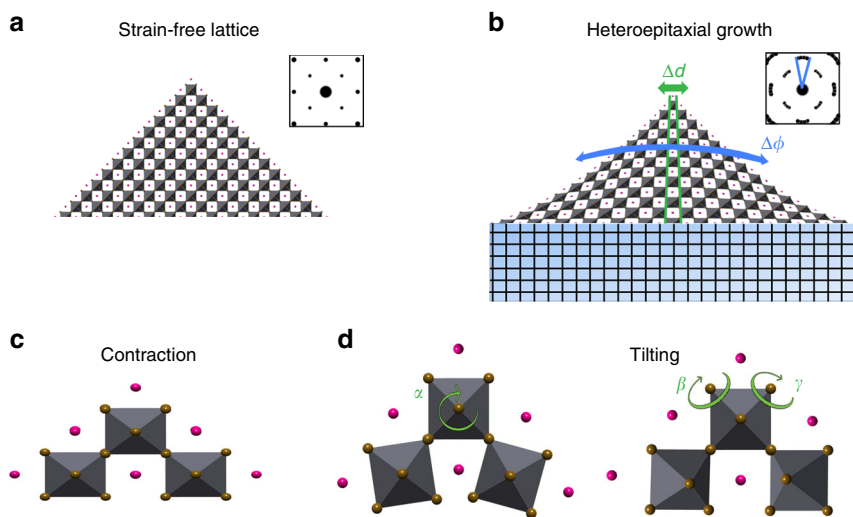 a
Strain-free lattice
b
Heteroepitaxial growth
Δd
Δϕ
c
Contraction
d
Tilting
α
β
γ